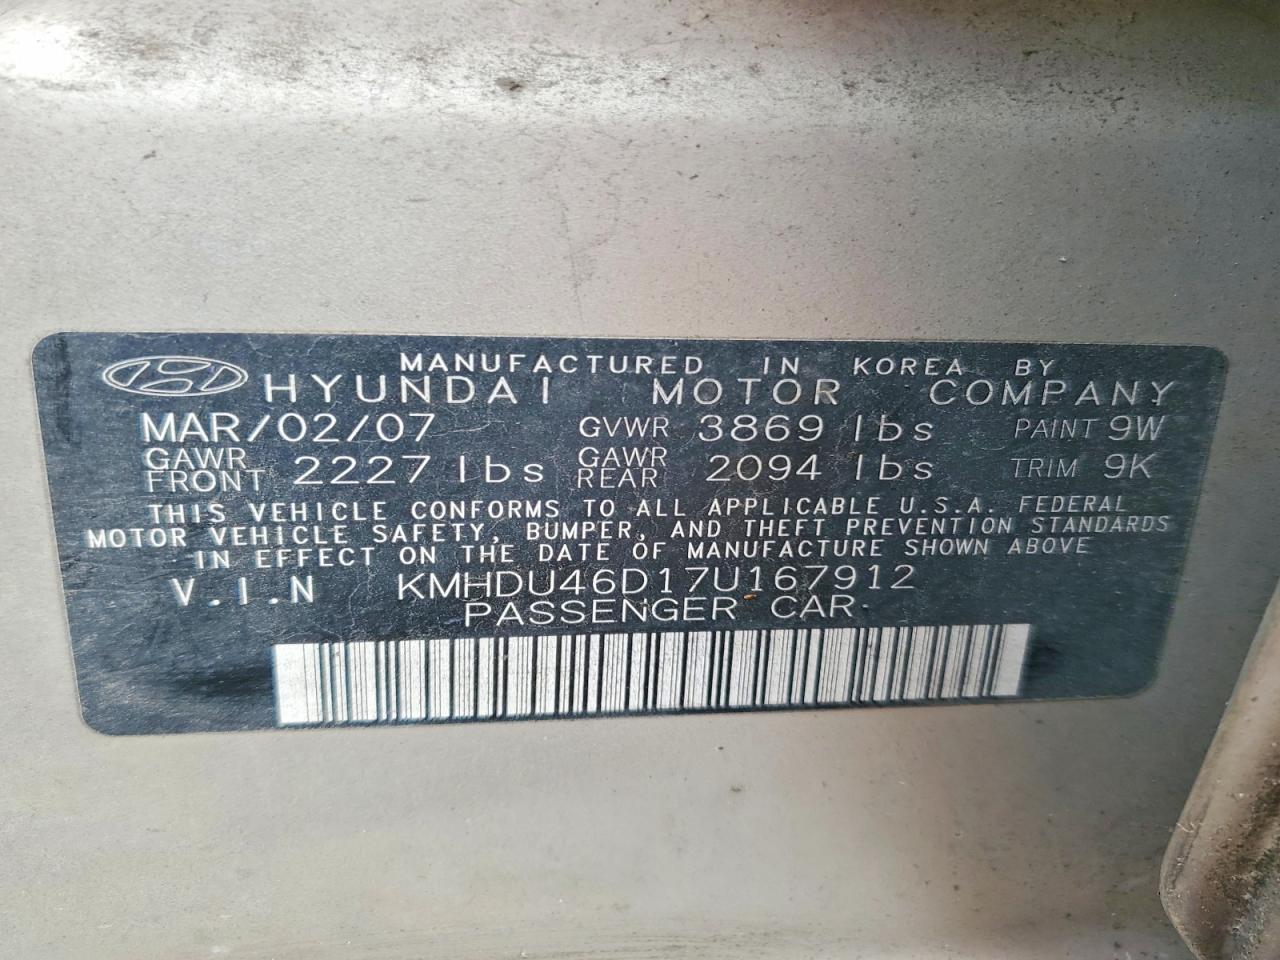 MANUFACTURED IN KOREA BY
HYUNDAI MOTOR COMPANY
MAR/02/07 GVWR 3869 lbs PAINT 9W
GAWR FRONT 2227 lbs GAWR REAR 2094 lbs TRIM 9K
THIS VEHICLE CONFORMS TO ALL APPLICABLE U.S.A. FEDERAL
MOTOR VEHICLE SAFETY, BUMPER, AND THEFT PREVENTION STANDARDS
IN EFFECT ON THE DATE OF MANUFACTURE SHOWN ABOVE
V.I.N KMHDU46D17U167912
PASSENGER CAR